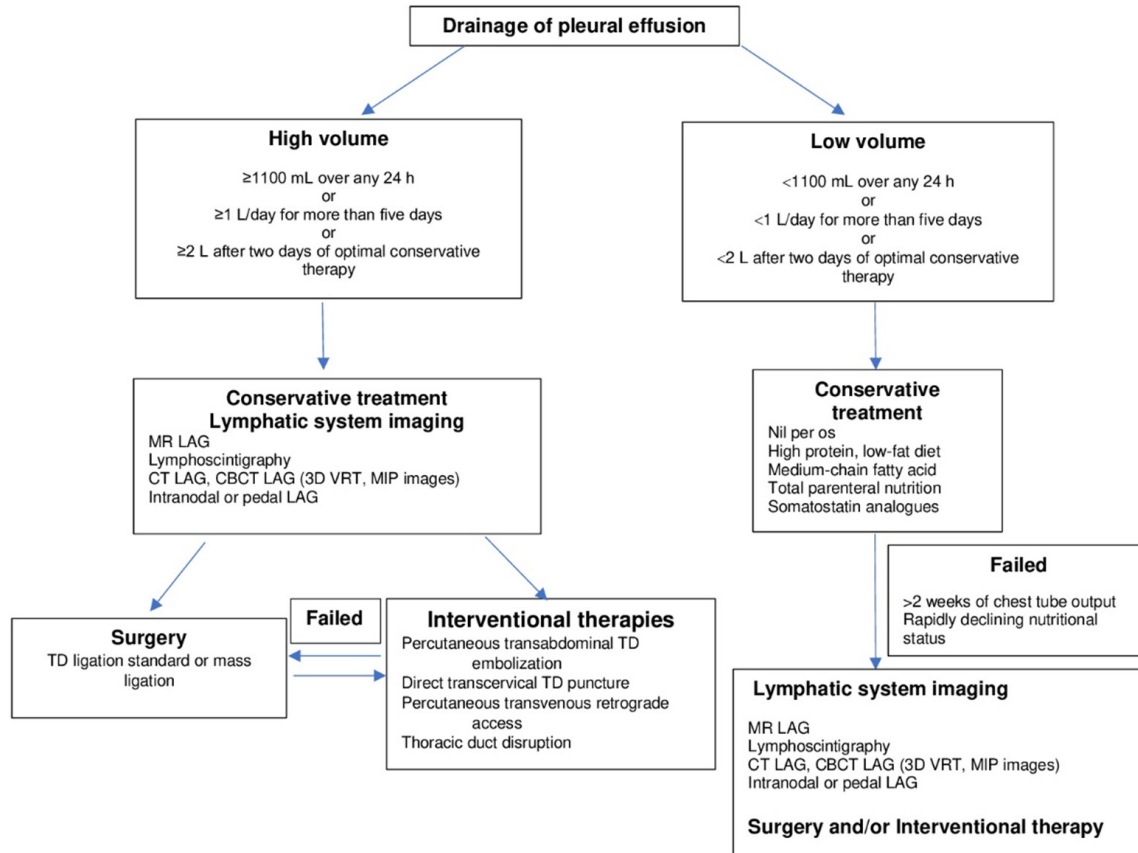 Drainage of pleural effusion
High volume
≥1100 mL over any 24 h
or
≥1 L/day for more than five days
or
≥2 L after two days of optimal conservative
therapy
Low volume
<1100 mL over any 24 h
or
<1 L/day for more than five days
or
<2 L after two days of optimal conservative
therapy
Conservative treatment
Lymphatic system imaging
MR LAG
Lymphoscintigraphy
CT LAG, CBCT LAG (3D VRT, MIP images)
Intranodal or pedal LAG
Conservative
treatment
Nil per os
High protein, low-fat diet
Medium-chain fatty acid
Total parenteral nutrition
Somatostatin analogues
Failed
>2 weeks of chest tube output
Rapidly declining nutritional
status
Surgery
TD ligation standard or mass
ligation
Failed
Interventional therapies
Percutaneous transabdominal TD
embolization
Direct transcervical TD puncture
Percutaneous transvenous retrograde
access
Thoracic duct disruption
Lymphatic system imaging
MR LAG
Lymphoscintigraphy
CT LAG, CBCT LAG (3D VRT, MIP images)
Intranodal or pedal LAG
Surgery and/or Interventional therapy